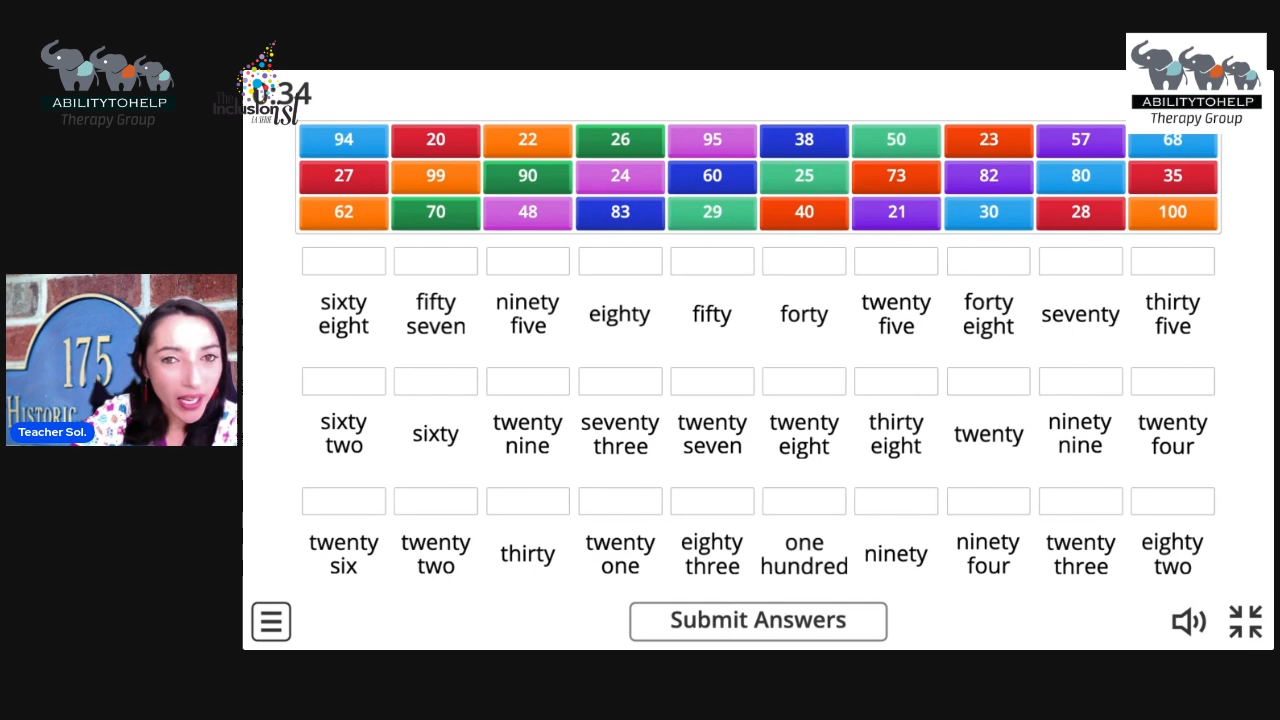 ABILITYTOHELP
Therapy Group
The
Inclusionist
LA SERIE
0:34
ABILITYTOHELP
Therapy Group
94 20 22 26 95 38 50 23 57 68
27 99 90 24 60 25 73 82 80 35
62 70 48 83 29 40 21 30 28 100
sixty eight
fifty seven
ninety five
eighty
fifty
forty
twenty five
forty eight
seventy
thirty five
sixty two
sixty
twenty nine
seventy three
twenty seven
twenty eight
thirty eight
twenty
ninety nine
twenty four
twenty six
twenty two
thirty
twenty one
eighty three
one hundred
ninety
ninety four
twenty three
eighty two
Submit Answers
175
HISTORIC
Teacher Sol.